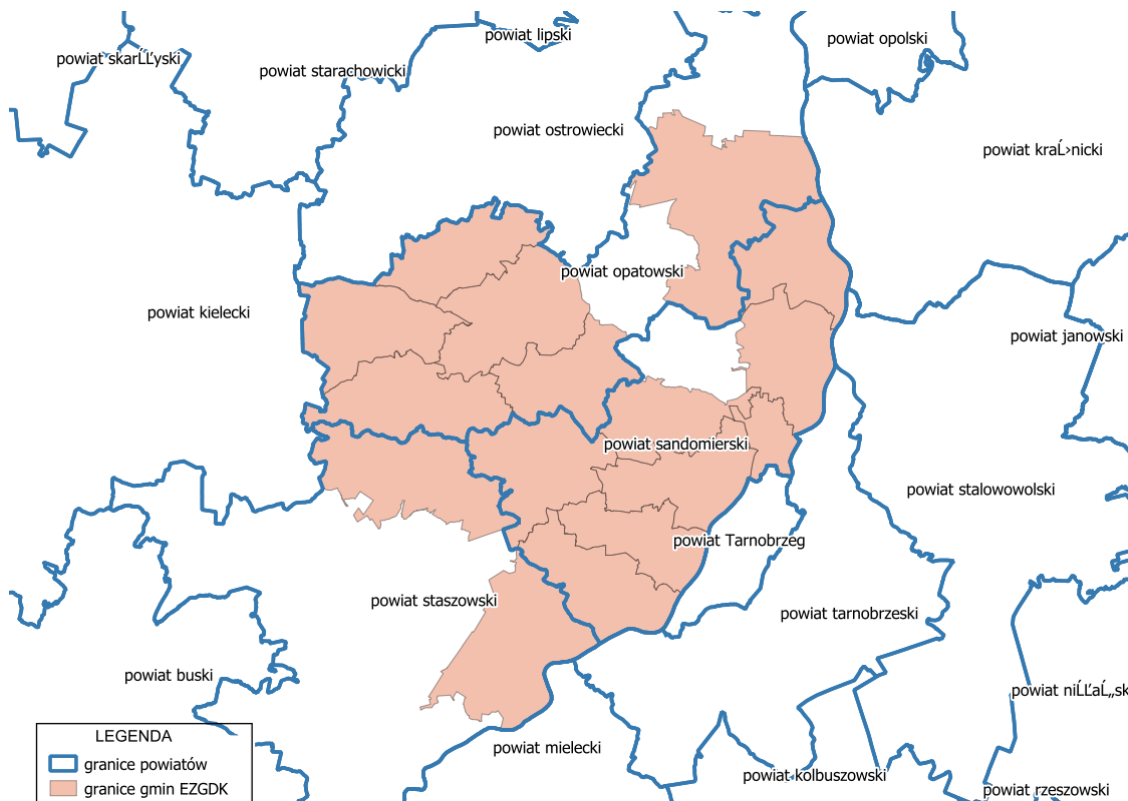 powiat lipski
powiat opolski
powiat skarĹĽyski
powiat starachowicki
powiat ostrowiecki
powiat kraĹ›nicki
powiat opatowski
powiat kielecki
powiat janowski
powiat sandomierski
powiat stalowowolski
powiat Tarnobrzeg
powiat staszowski
powiat tarnobrzeski
powiat buski
powiat niĹĽaĹ„sk
LEGENDA
powiat mielecki
granice powiatów
powiat kolbuszowski
granice gmin EZGDK
powiat rzeszowski